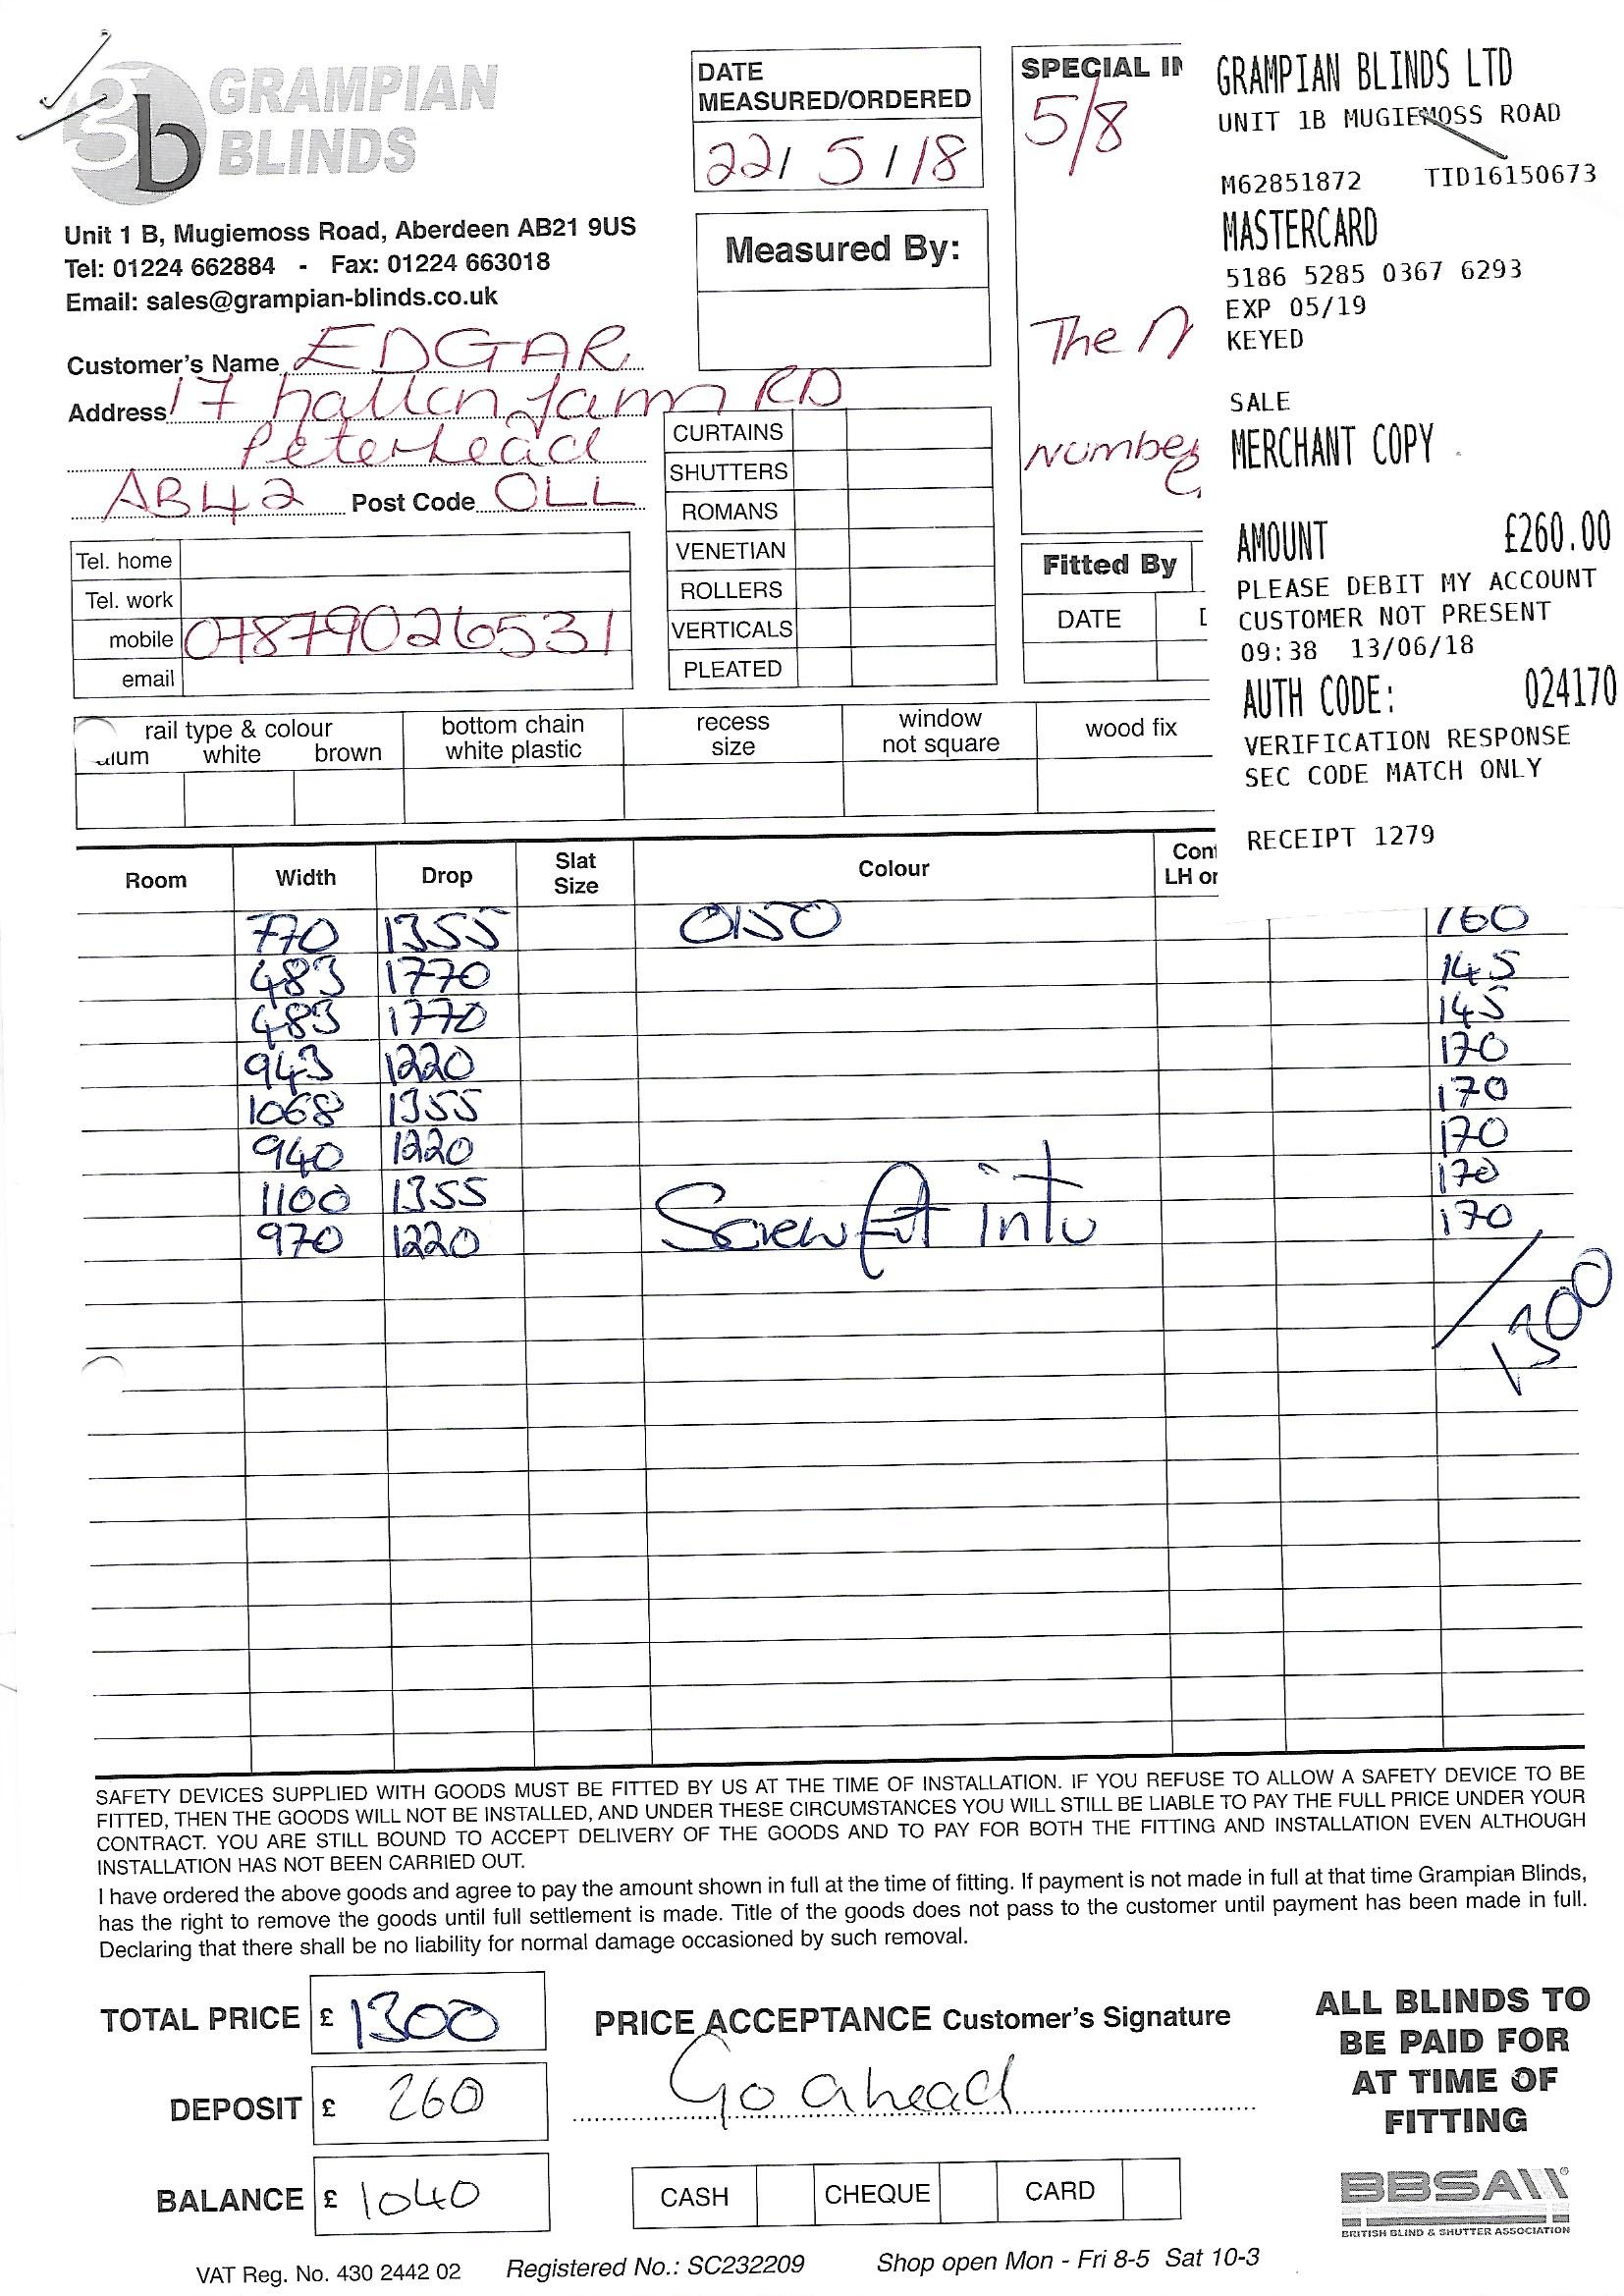 GRAMPIAN
BLINDS
Unit 1 B, Mugiemoss Road, Aberdeen AB21 9US
Tel: 01224 662884 - Fax: 01224 663018
Email: sales@grampian-blinds.co.uk
Customer's Name EDGAR
Address 17 RD
Peterhead
AB42 Post Code 0LL
Tel. home
Tel. work
mobile 07879026531
email
DATE
MEASURED/ORDERED
22/5/18
Measured By:
CURTAINS
SHUTTERS
ROMANS
VENETIAN
ROLLERS
VERTICALS
PLEATED
SPECIAL IN
5/8
The
Number
Fitted By
DATE
GRAMPIAN BLINDS LTD
UNIT 1B MUGIEMOSS ROAD
M62851872 TID16150673
MASTERCARD
5186 5285 0367 6293
EXP 05/19
KEYED
SALE
MERCHANT COPY
AMOUNT £260.00
PLEASE DEBIT MY ACCOUNT
CUSTOMER NOT PRESENT
09:38 13/06/18
AUTH CODE: 024170
VERIFICATION RESPONSE
SEC CODE MATCH ONLY
RECEIPT 1279
rail type & colour
ium white brown
bottom chain
white plastic
recess
size
window
not square
wood fix
Room Width Drop Slat Size Colour Con LH or
770 1355 0150 160
483 1770 145
483 1770 145
943 1220 170
1068 1355 170
940 1220 170
1100 1355 170
970 1220 Screw fit into 170
1300
SAFETY DEVICES SUPPLIED WITH GOODS MUST BE FITTED BY US AT THE TIME OF INSTALLATION. IF YOU REFUSE TO ALLOW A SAFETY DEVICE TO BE
FITTED, THEN THE GOODS WILL NOT BE INSTALLED, AND UNDER THESE CIRCUMSTANCES YOU WILL STILL BE LIABLE TO PAY THE FULL PRICE UNDER YOUR
CONTRACT. YOU ARE STILL BOUND TO ACCEPT DELIVERY OF THE GOODS AND TO PAY FOR BOTH THE FITTING AND INSTALLATION EVEN ALTHOUGH
INSTALLATION HAS NOT BEEN CARRIED OUT.
I have ordered the above goods and agree to pay the amount shown in full at the time of fitting. If payment is not made in full at that time Grampian Blinds,
has the right to remove the goods until full settlement is made. Title of the goods does not pass to the customer until payment has been made in full.
Declaring that there shall be no liability for normal damage occasioned by such removal.
TOTAL PRICE £ 1300
DEPOSIT £ 260
BALANCE £ 1040
PRICE ACCEPTANCE Customer's Signature
Go ahead
CASH CHEQUE CARD
ALL BLINDS TO
BE PAID FOR
AT TIME OF
FITTING
BBSA
BRITISH BLIND & SHUTTER ASSOCIATION
VAT Reg. No. 430 2442 02 Registered No.: SC232209 Shop open Mon - Fri 8-5 Sat 10-3